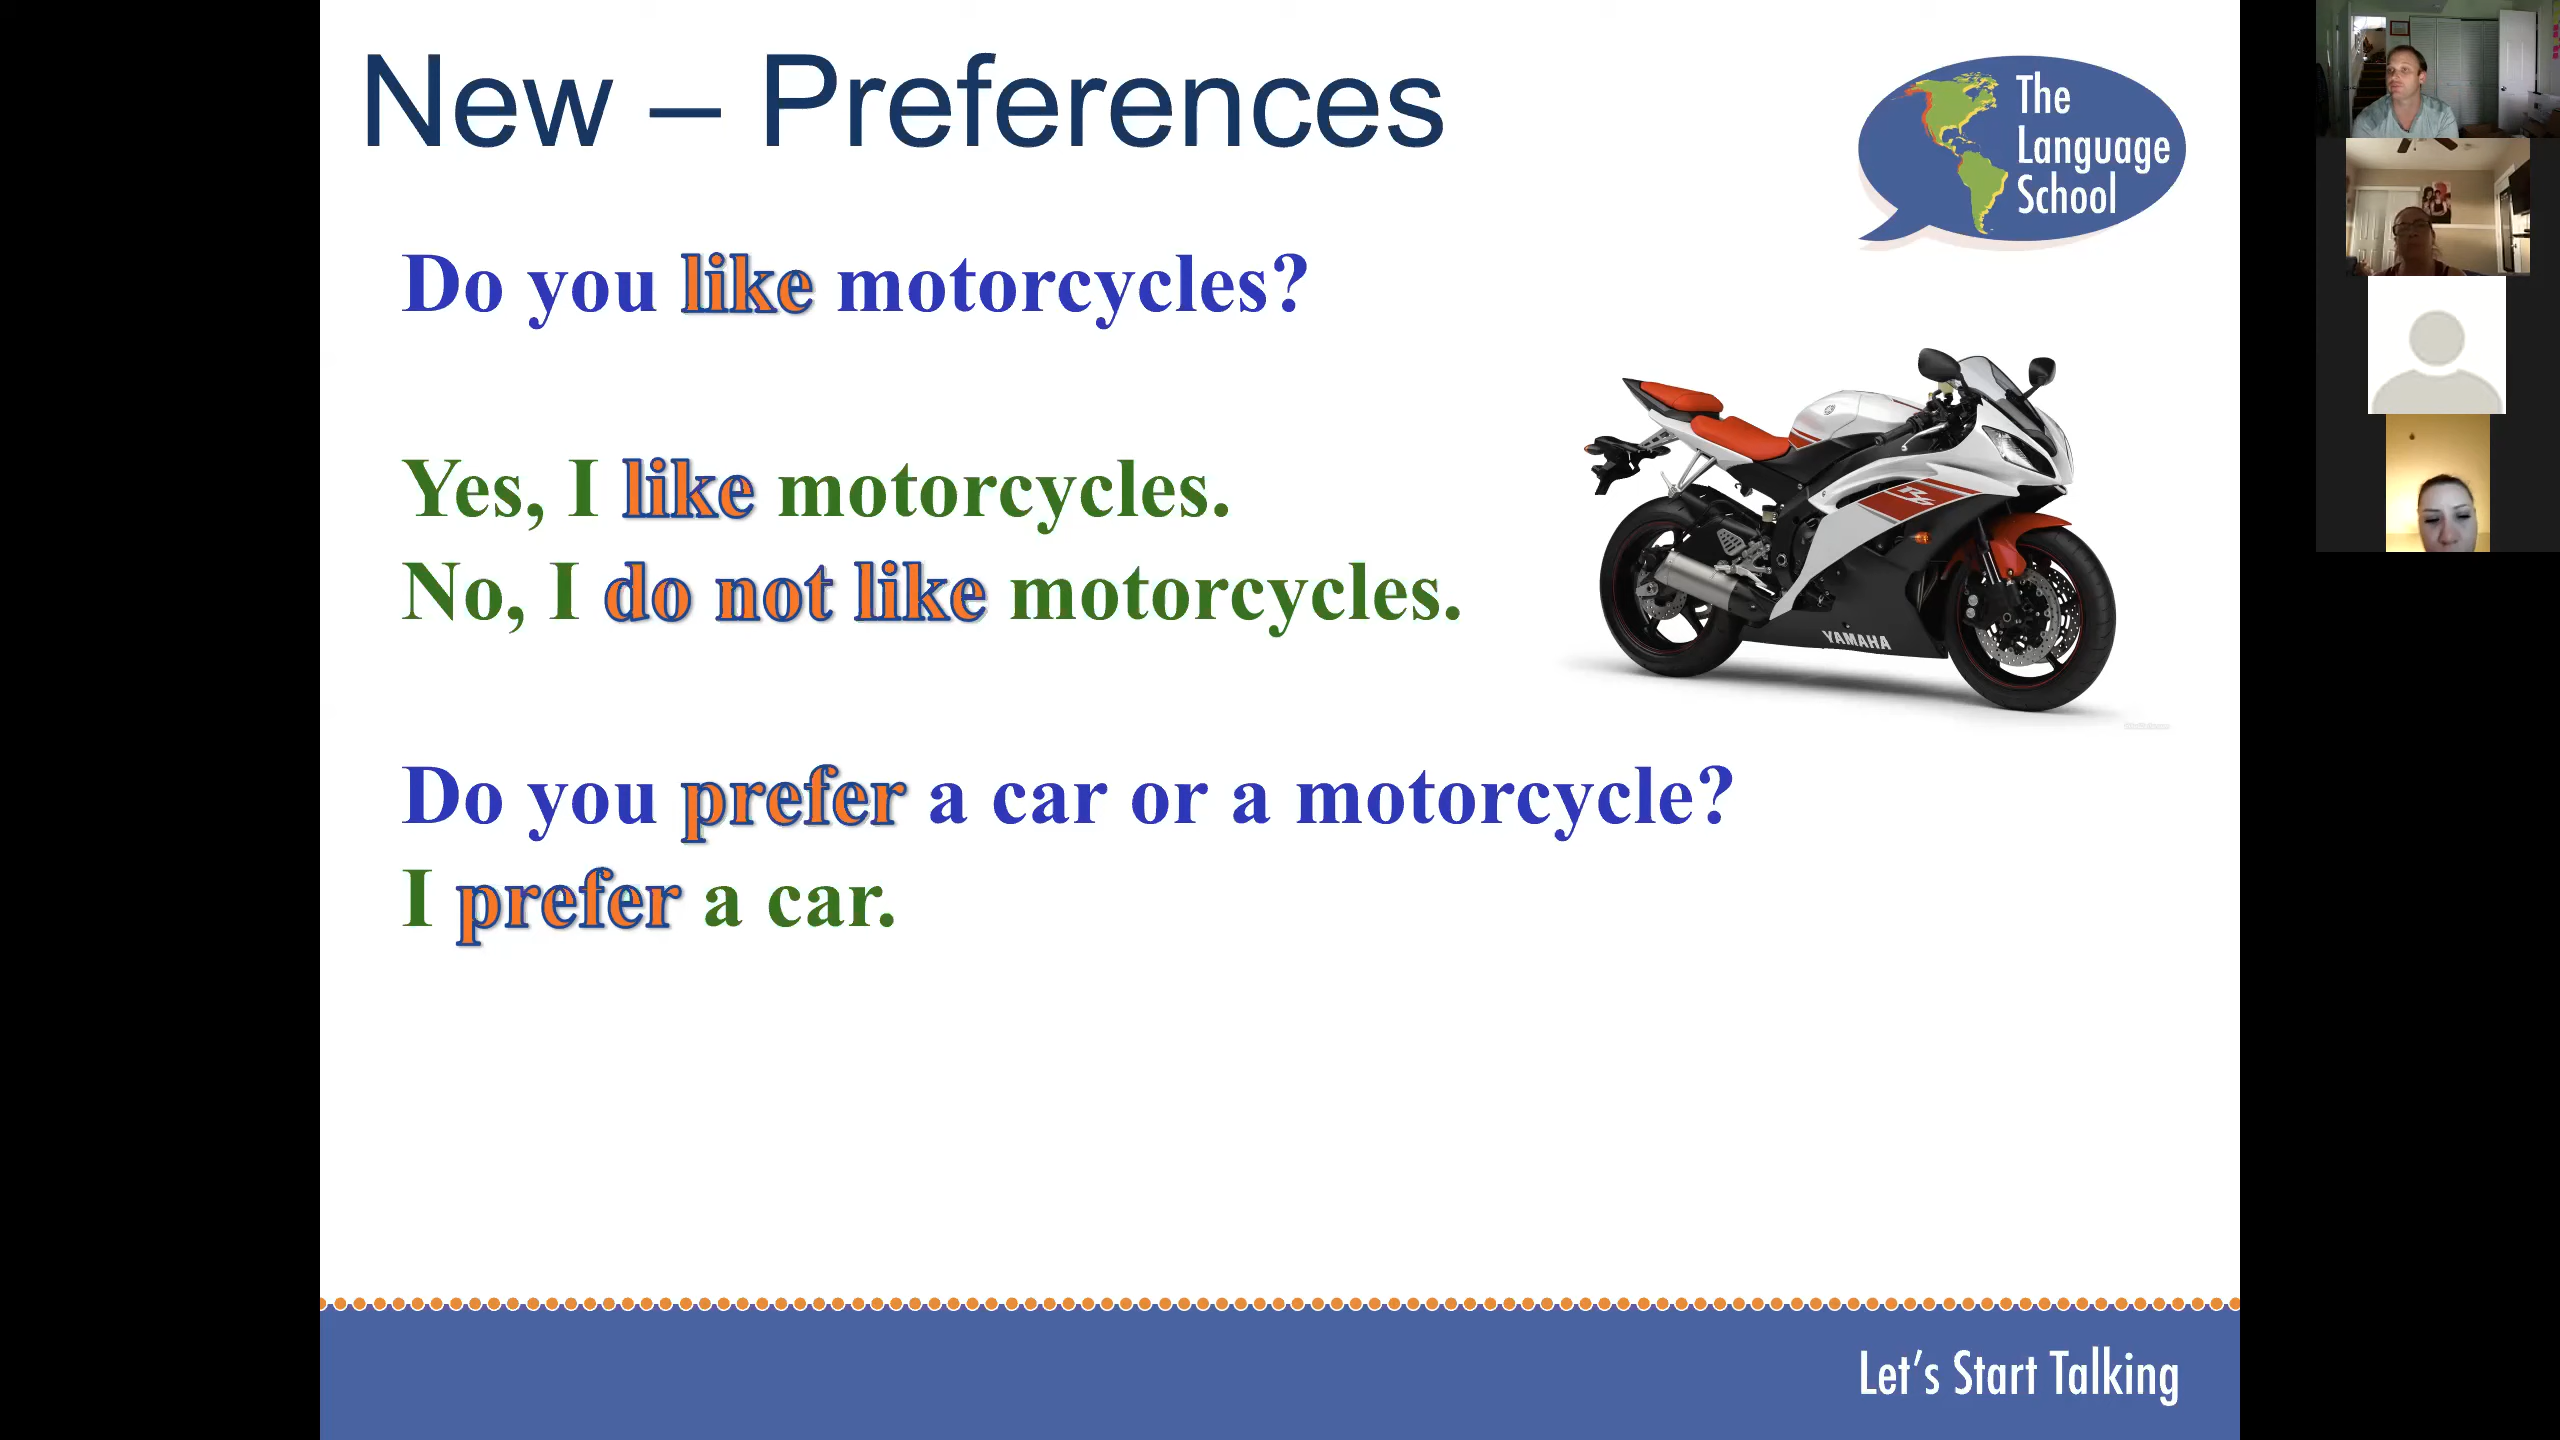 New – Preferences
The
Language
School
Do you like motorcycles?
Yes, I like motorcycles.
No, I do not like motorcycles.
R6
YAMAHA
Do you prefer a car or a motorcycle?
I prefer a car.
Let's Start Talking